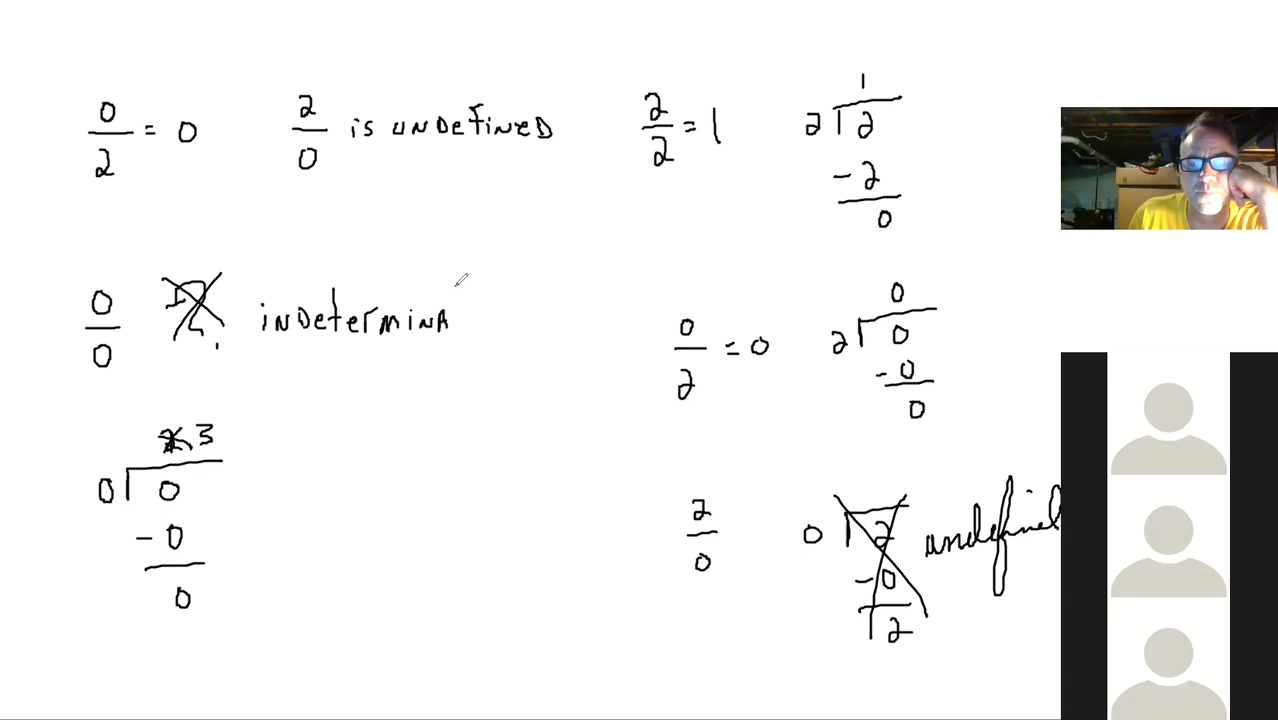 0/2 = 0
2/0 is undefined
2/2 = 1
1
2 2
- 2
0
0/0
indetermina
0/2 = 0
0
2 0
- 0
0
3
0 0
- 0
0
2/0
0 2
- 0
2
undefined